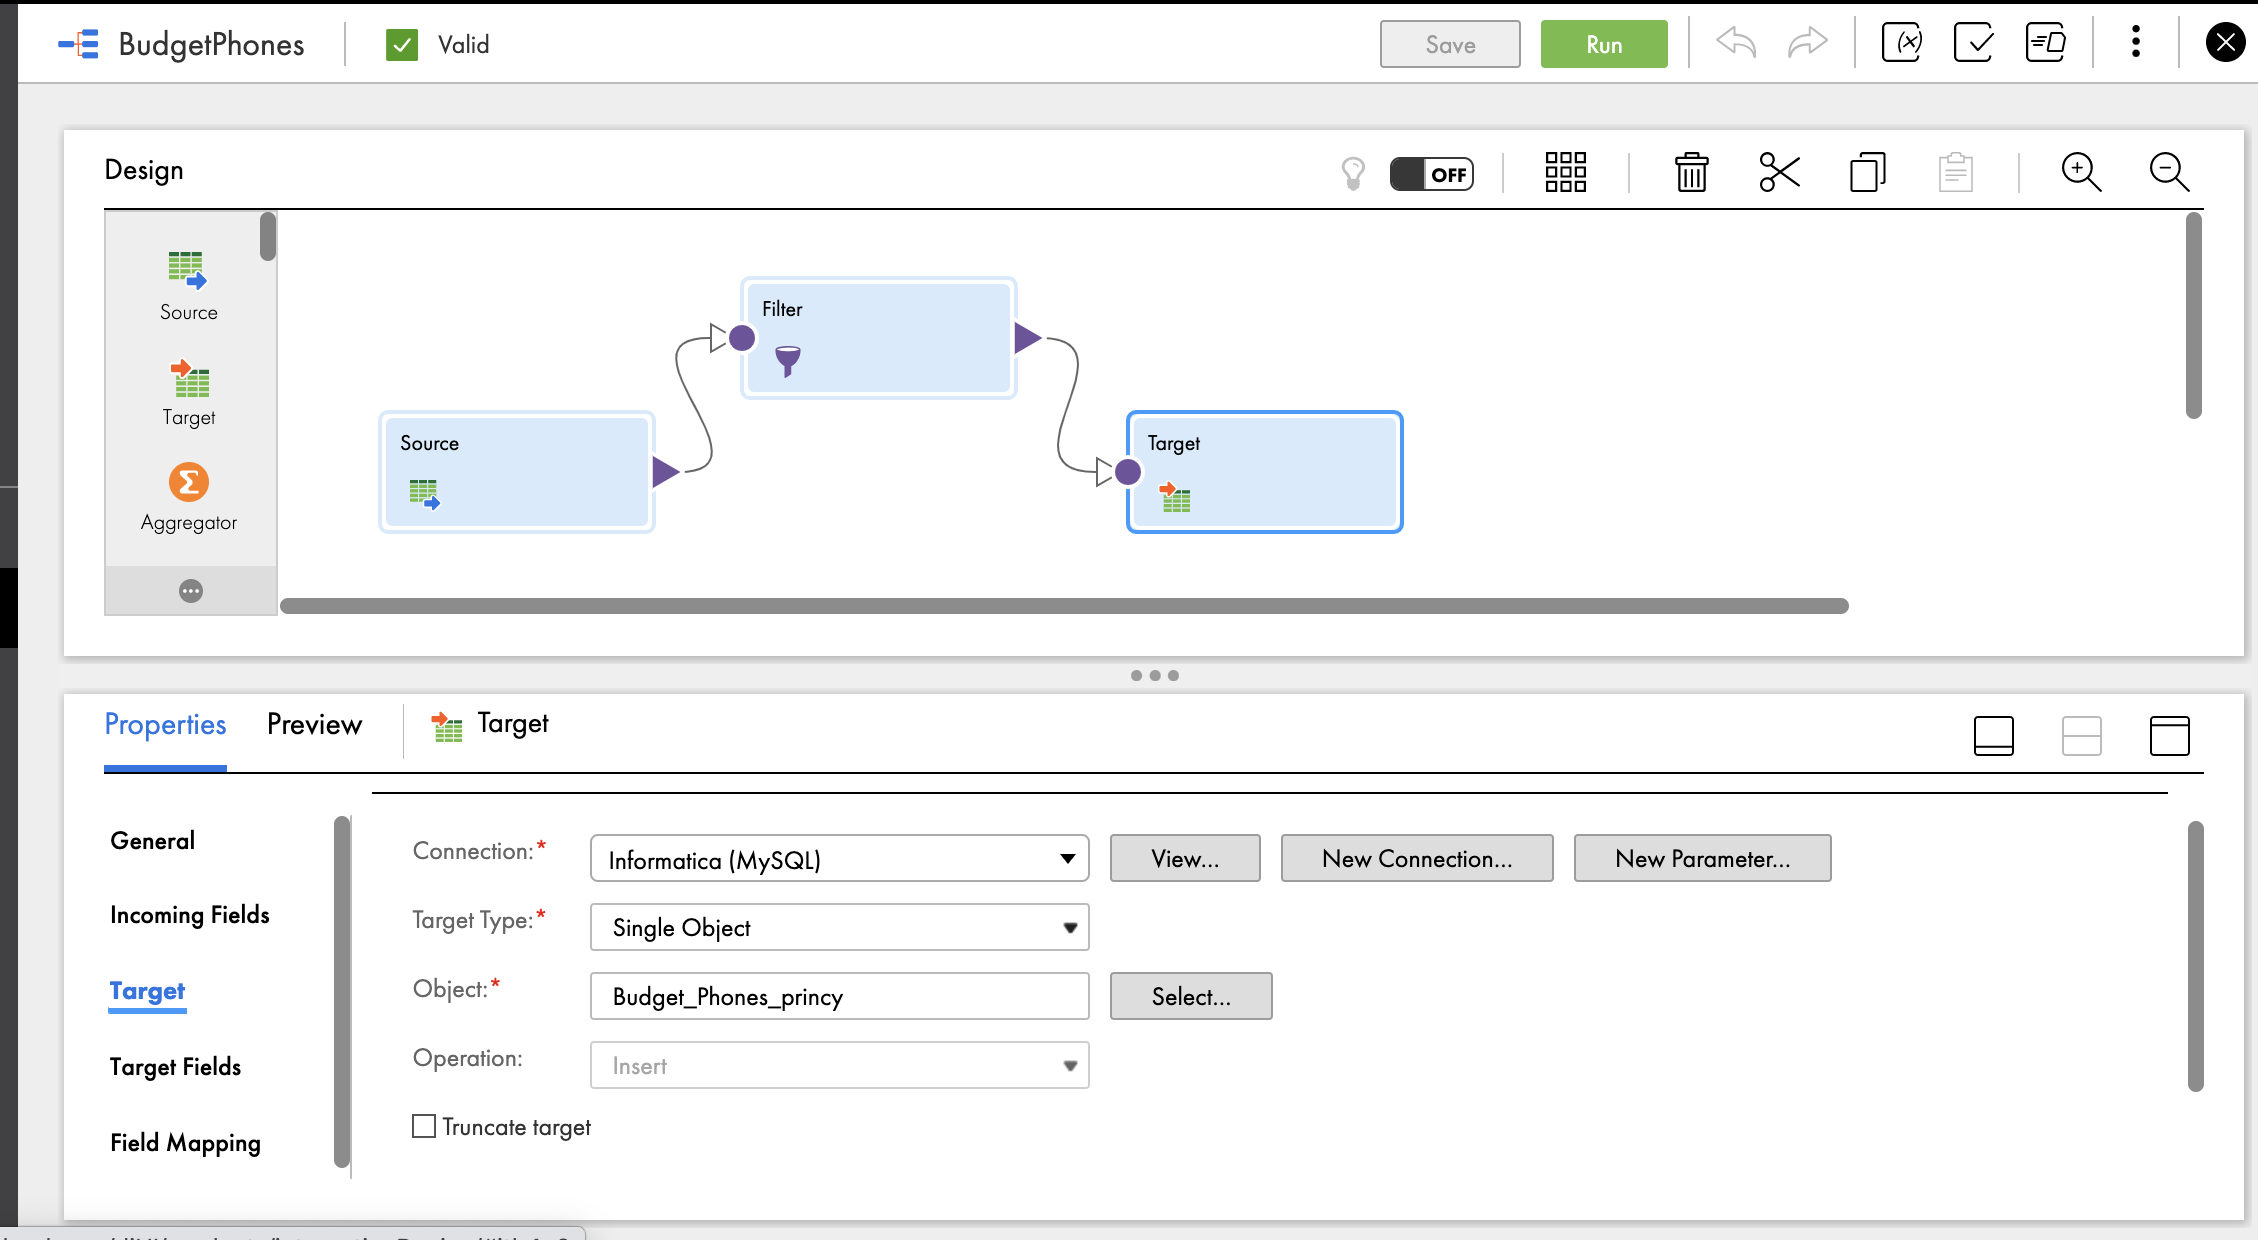 BudgetPhones
Valid
Save
Run
Design
OFF
Source
Target
Aggregator
Filter
Source
Target
Properties
Preview
Target
General
Incoming Fields
Target
Target Fields
Field Mapping
Connection:*
Informatica (MySQL)
View...
New Connection...
New Parameter...
Target Type:*
Single Object
Object:*
Budget_Phones_princy
Select...
Operation:
Insert
Truncate target